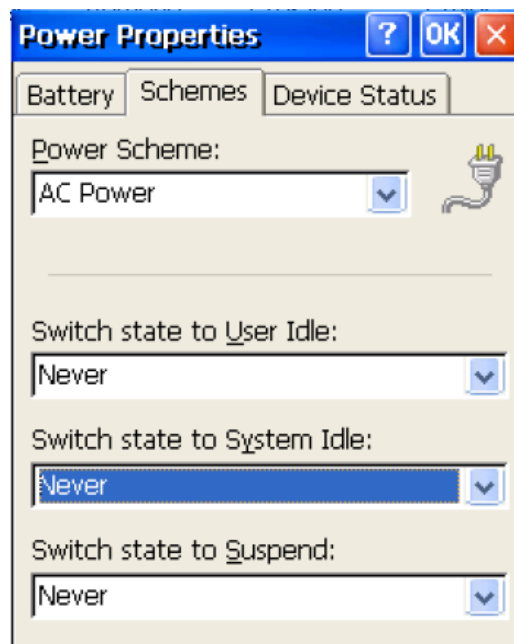 Power Properties ? OK ×
Battery Schemes Device Status
Power Scheme:
AC Power
Switch state to User Idle:
Never
Switch state to System Idle:
Never
Switch state to Suspend:
Never